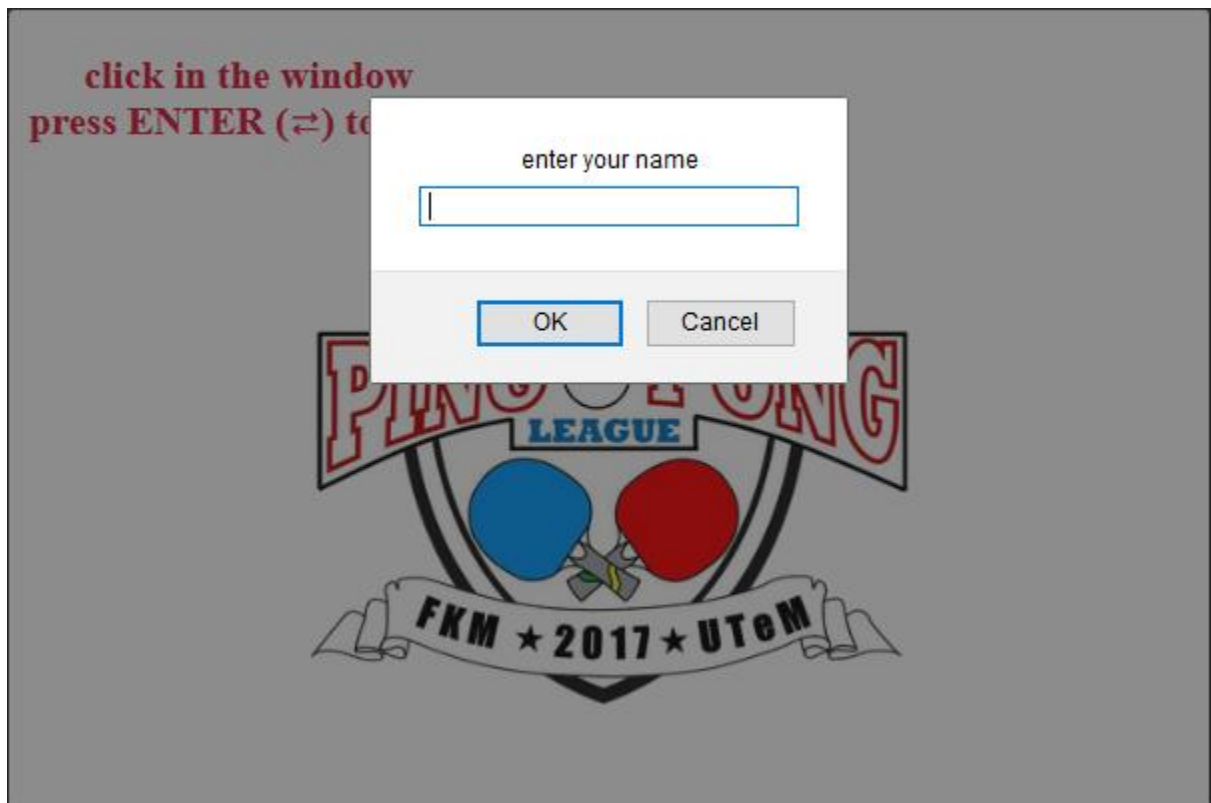 click in the window
press ENTER (⇄) to
enter your name
OK Cancel
PING PONG
LEAGUE
FKM ★ 2017 ★ UTeM